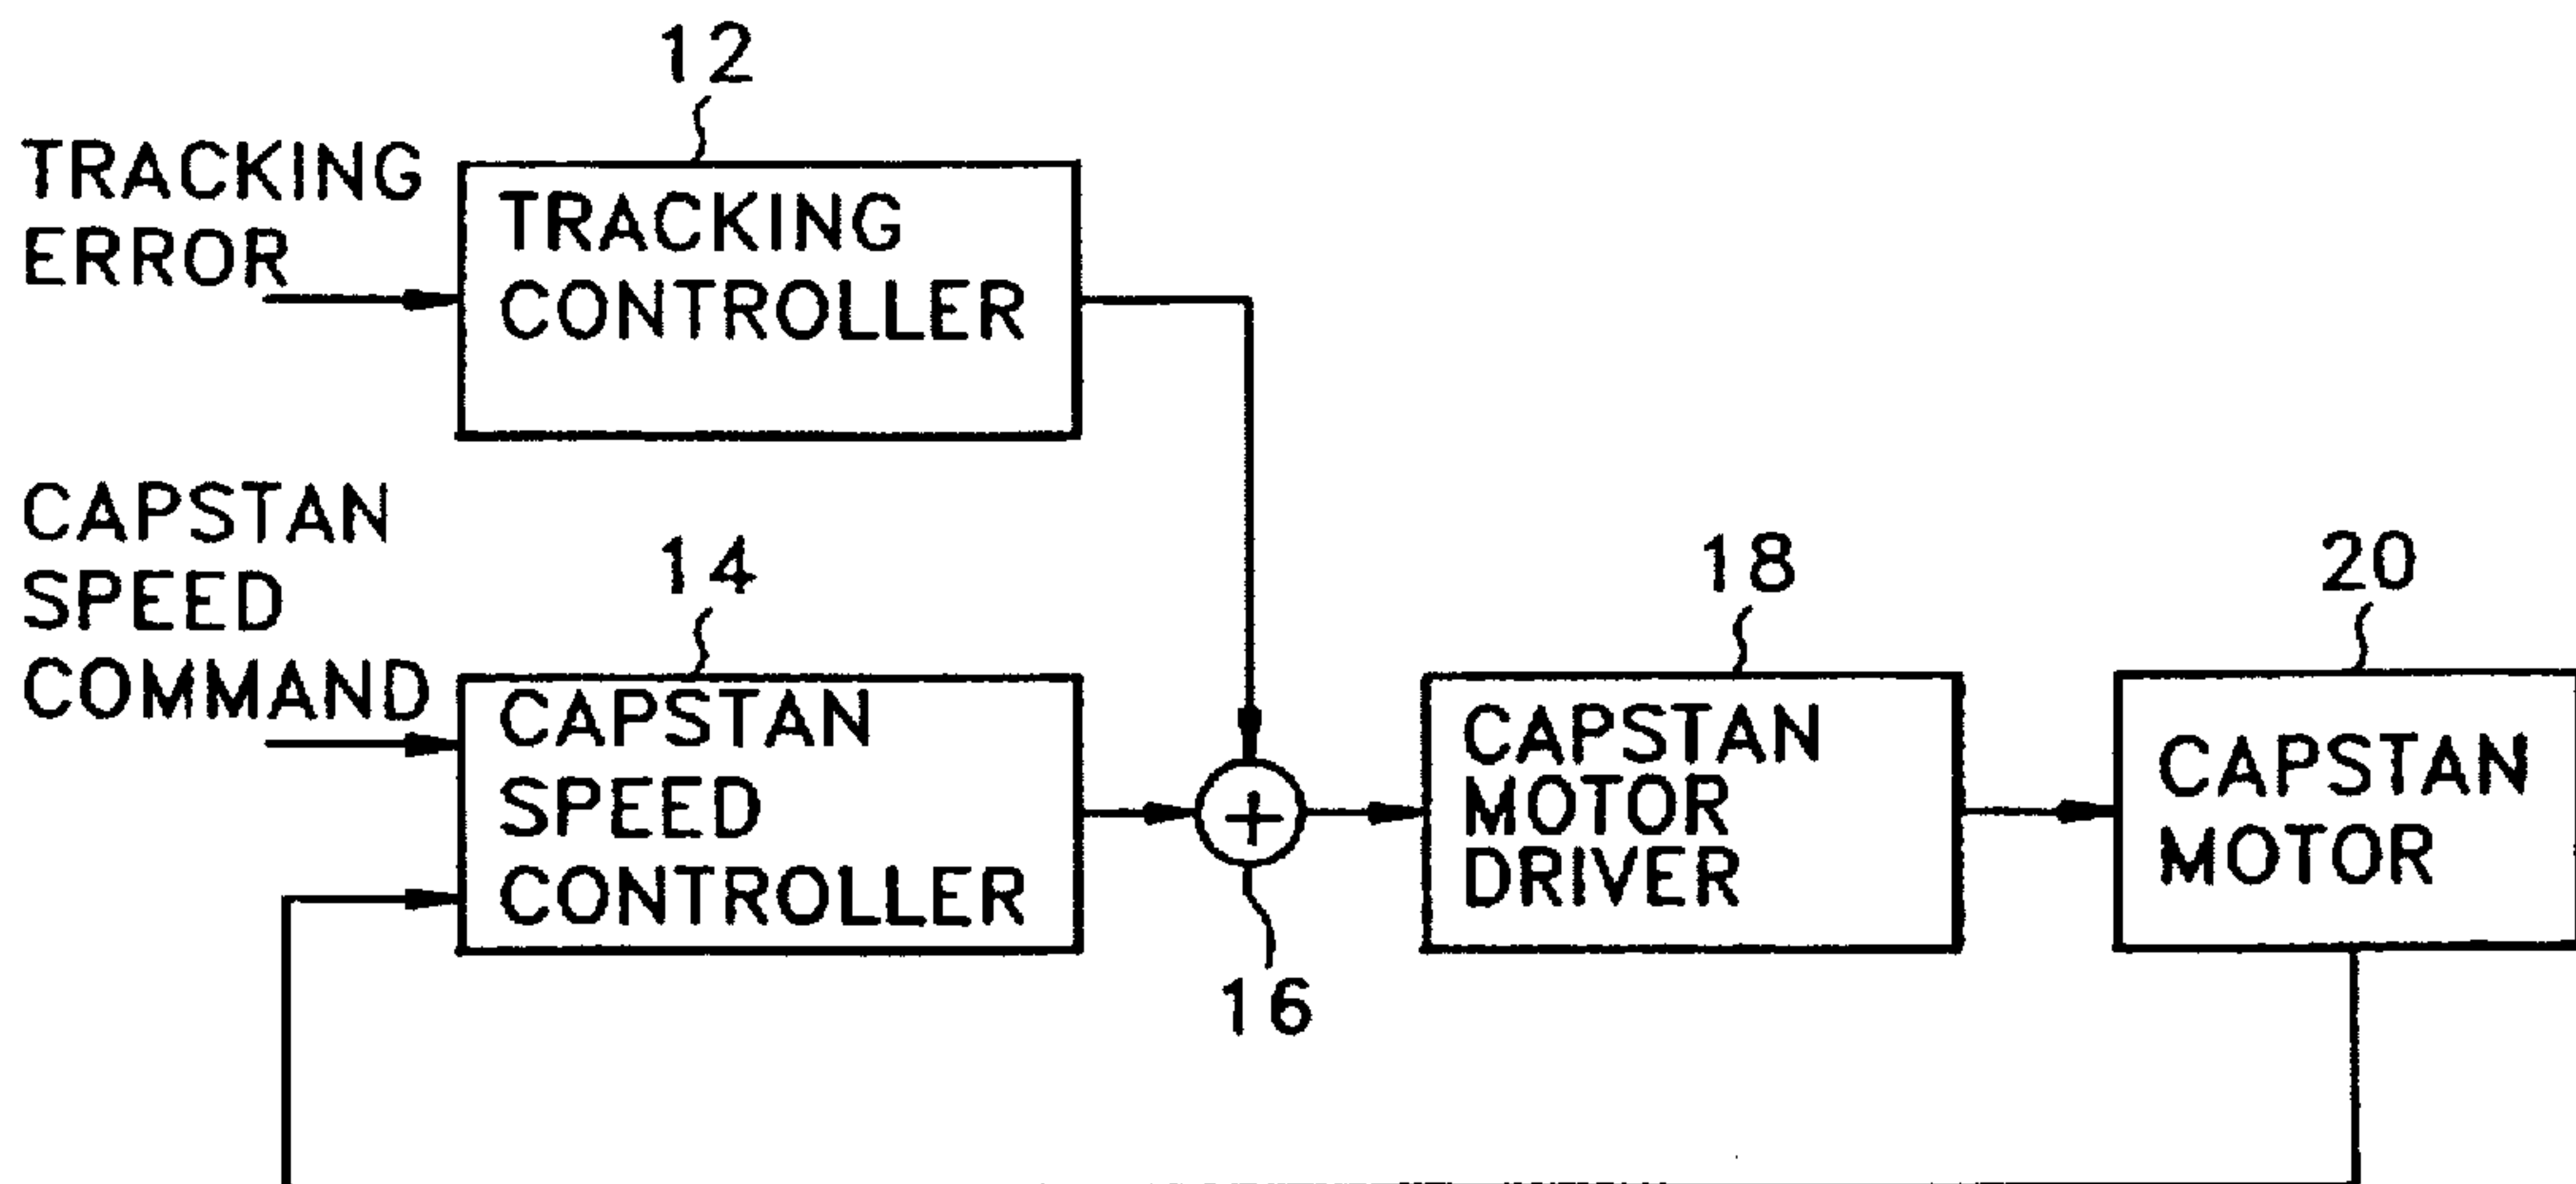 12
TRACKING
ERROR
TRACKING
CONTROLLER
CAPSTAN
SPEED
COMMAND
14
CAPSTAN
SPEED
CONTROLLER
+
16
18
CAPSTAN
MOTOR
DRIVER
20
CAPSTAN
MOTOR